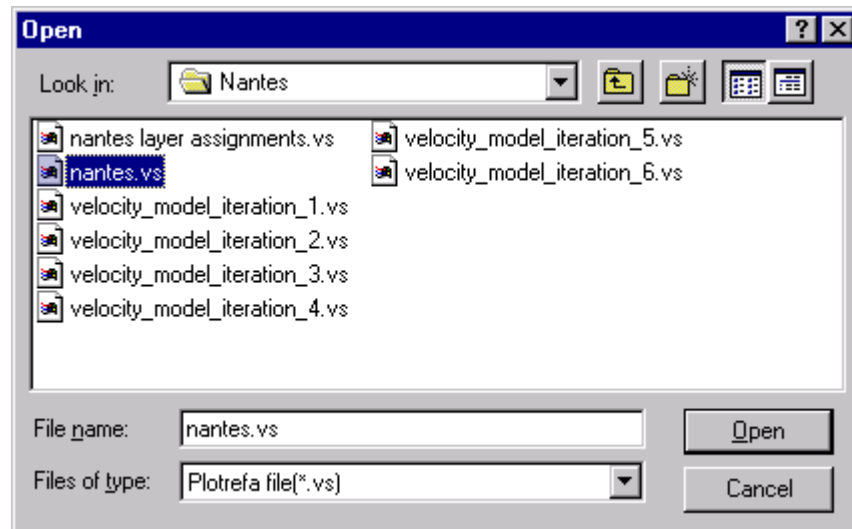 Open
Look in: Nantes
nantes layer assignments.vs
nantes.vs
velocity_model_iteration_1.vs
velocity_model_iteration_2.vs
velocity_model_iteration_3.vs
velocity_model_iteration_4.vs
velocity_model_iteration_5.vs
velocity_model_iteration_6.vs
File name: nantes.vs Open
Files of type: Plotrefa file(*.vs) Cancel